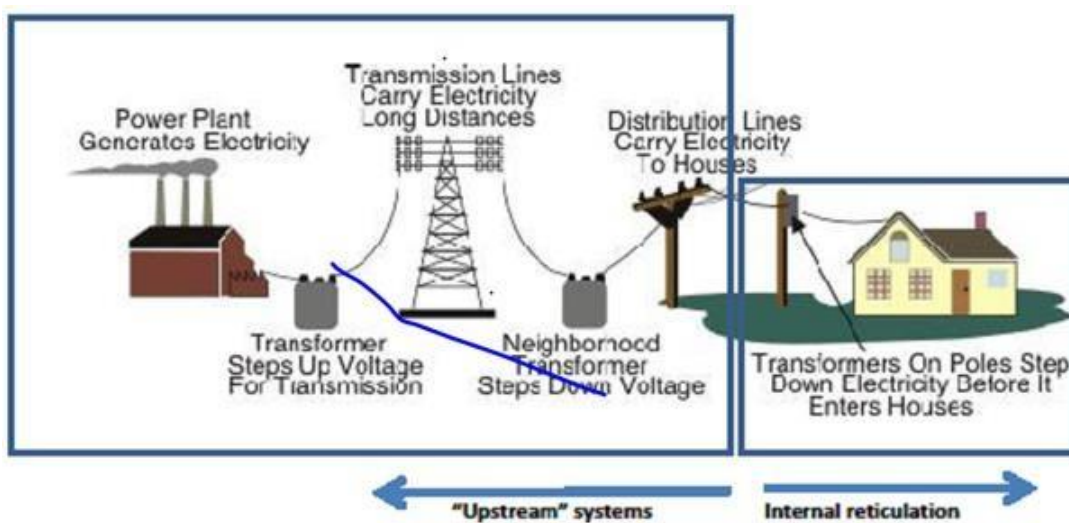 Power Plant
Generates Electricity
Transmission Lines
Carry Electricity
Long Distances
Distribution Lines
Carry Electricity
To Houses
Transformer
Steps Up Voltage
For Transmission
Neighborhood
Transformer
Steps Down Voltage
Transformers On Poles Step
Down Electricity Before It
Enters Houses
"Upstream" systems
Internal reticulation